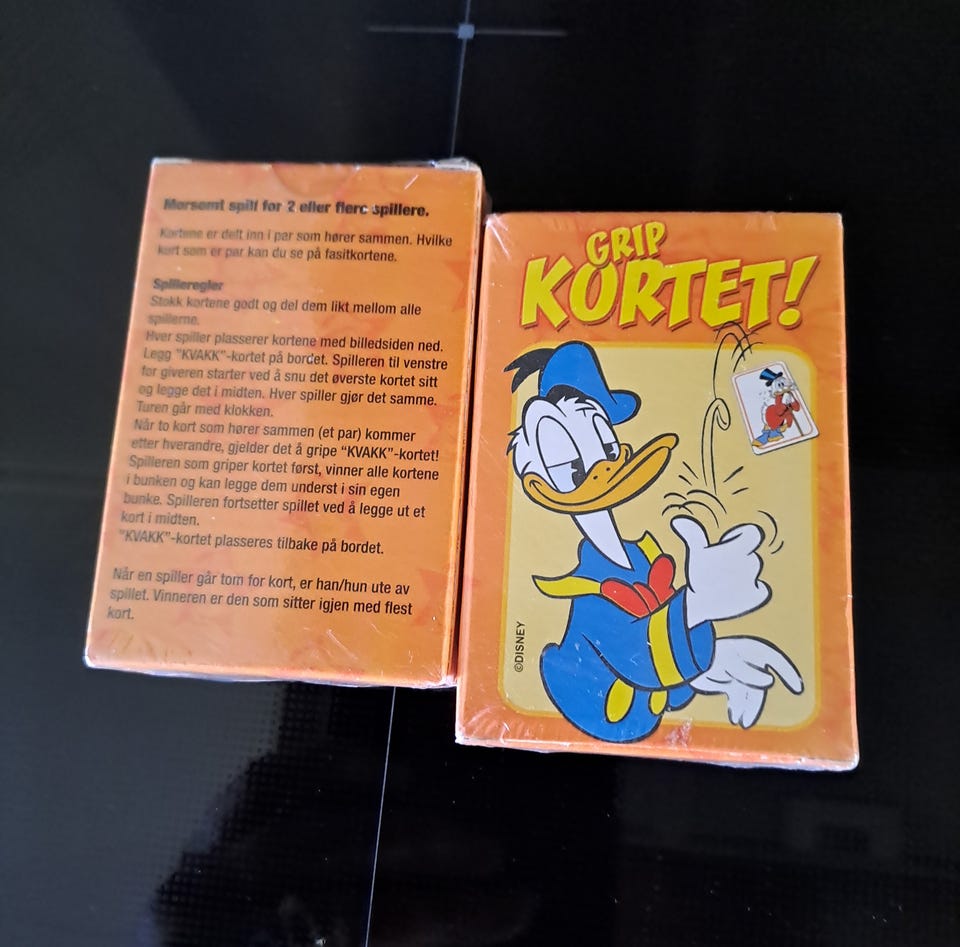 Morsomt spill for 2 eller flere spillere.
Kortene er delt inn i par som hører sammen. Hvilke
kort som er par kan du se på fasitkortene.
Spilleregler
Stokk kortene godt og del dem likt mellom alle
spillerne.
Hver spiller plasserer kortene med billedsiden ned.
Legg "KVAKK"-kortet på bordet. Spilleren til venstre
for giveren starter ved å snu det øverste kortet sitt
og legge det i midten. Hver spiller gjør det samme.
Turen går med klokken.
Når to kort som hører sammen (et par) kommer
etter hverandre, gjelder det å gripe "KVAKK"-kortet!
Spilleren som griper kortet først, vinner alle kortene
i bunken og kan legge dem underst i sin egen
bunke. Spilleren fortsetter spillet ved å legge ut et
kort i midten.
"KVAKK"-kortet plasseres tilbake på bordet.
Når en spiller går tom for kort, er han/hun ute av
spillet. Vinneren er den som sitter igjen med flest
kort.
GRIP
KORTET!
©DISNEY